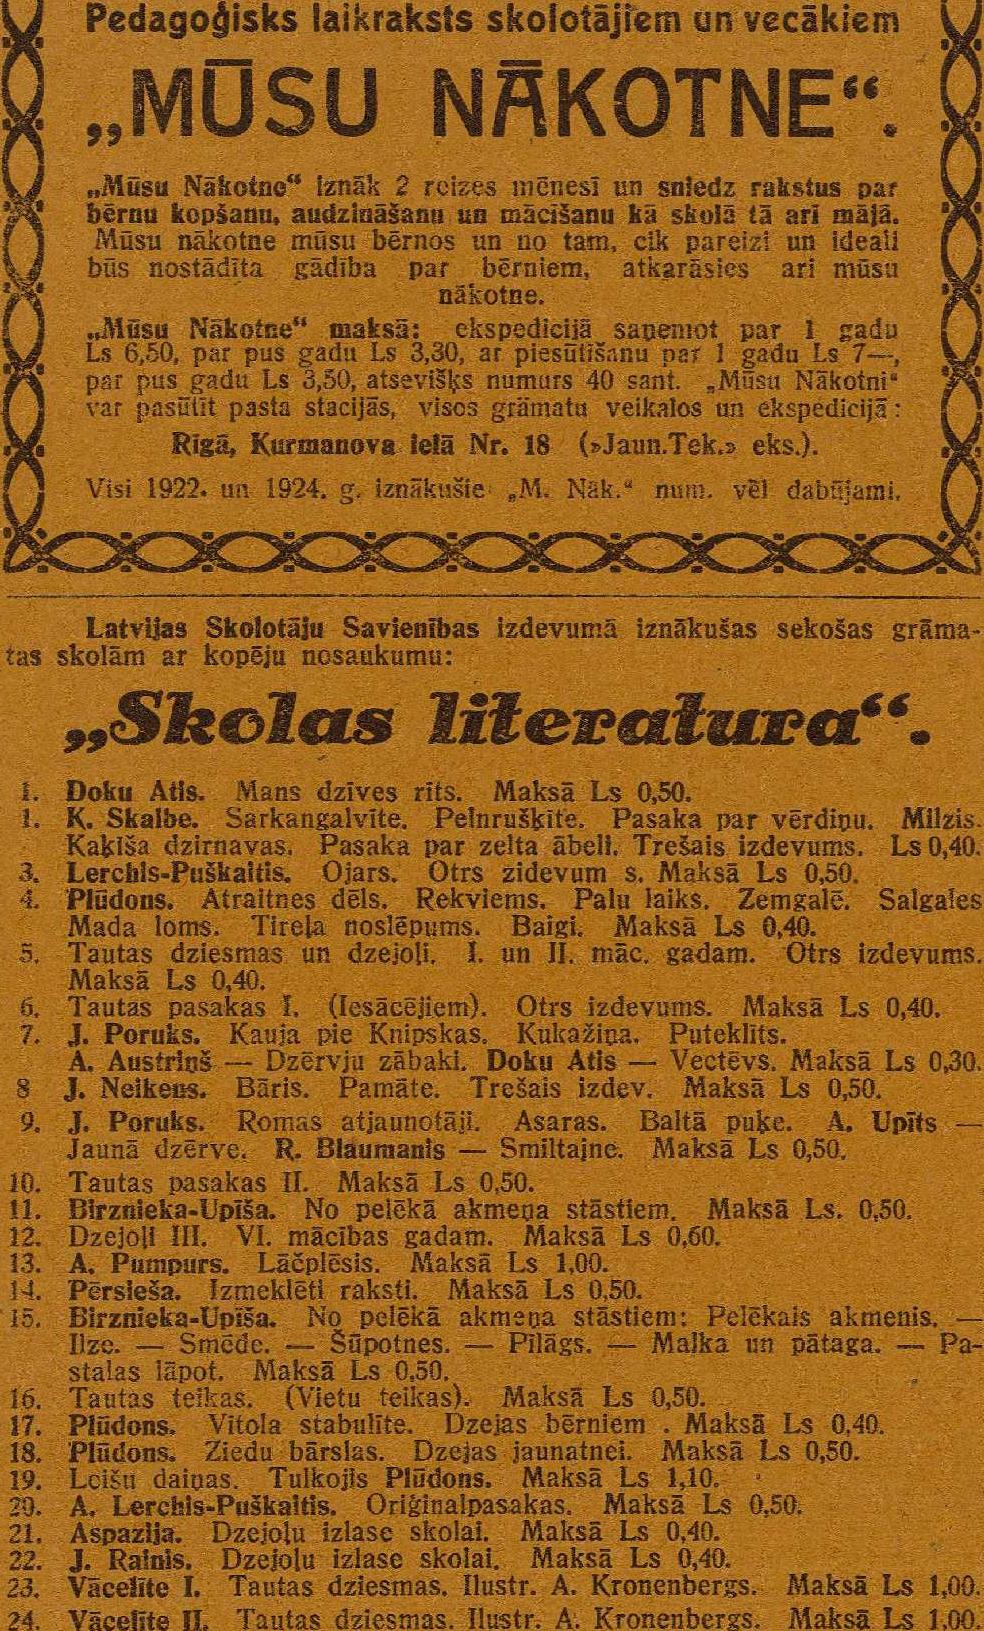 Pedagoģisks laikraksts skolotājiem un vecākiem
„MŪSU NĀKOTNE“.
„Mūsu Nākotne“ iznāk 2 reizes mēnesī un sniedz rakstus par
bērnu kopšanu, audzināšanu un mācīšanu kā skolā tā ari mājā.
Mūsu nākotne mūsu bērnos un no tam, cik pareizi un ideali
būs nostādīta gādība par bērniem, atkarāsies ari mūsu
nākotne.
„Mūsu Nākotne“ maksā: ekspedicijā saņemot par 1 gadu
Ls 6,50, par pus gadu Ls 3,30, ar piesūtīšanu par 1 gadu Ls 7—,
par pus gadu Ls 3,50, atsevišķs numurs 40 sant. „Mūsu Nākotni“
var pasūtīt pasta stacijās, visos grāmatu veikalos un ekspedicijā:
Rīgā, Kurmanova ielā Nr. 18 (»Jaun.Tek.» eks.).
Visi 1922. un 1924. g. iznākušie „M. Nāk.“ num. vēl dabūjami.
Latvijas Skolotāju Savienības izdevumā iznākušas sekošas grāma-
tas skolām ar kopēju nosaukumu:
„Skolas literatura“.
1. Doku Atis. Mans dzīves rīts. Maksā Ls 0,50.
1. K. Skalbe. Sarkangalvīte. Pelnrušķīte. Pasaka par vērdiņu. Milzis.
Kaķīša dzirnavas. Pasaka par zelta ābeli. Trešais izdevums. Ls 0,40.
3. Lerchis-Puškaitis. Ojars. Otrs zidevum s. Maksā Ls 0,50.
4. Plūdons. Atraitnes dēls. Rekviems. Palu laiks. Zemgalē. Salgales
Mada loms. Tīreļa noslēpums. Baigi. Maksā Ls 0,40.
5. Tautas dziesmas un dzejoļi. I. un II. māc. gadam. Otrs izdevums.
Maksā Ls 0,40.
6. Tautas pasakas I. (Iesācējiem). Otrs izdevums. Maksā Ls 0,40.
7. J. Poruks. Kauja pie Knipskas. Kukažiņa. Puteklīts.
A. Austriņš — Dzērvju zābaki. Doku Atis — Vectēvs. Maksā Ls 0,30.
8 J. Neikens. Bāris. Pamāte. Trešais izdev. Maksā Ls 0,50.
9. J. Poruks. Romas atjaunotāji. Asaras. Baltā puķe. A. Upīts —
Jaunā dzērve. R. Blaumanis — Smiltajne. Maksā Ls 0,50.
10. Tautas pasakas II. Maksā Ls 0,50.
11. Birznieka-Upīša. No pelēkā akmeņa stāstiem. Maksā Ls. 0,50.
12. Dzejoļi III. VI. mācības gadam. Maksā Ls 0,60.
13. A. Pumpurs. Lāčplēsis. Maksā Ls 1,00.
14. Pērsieša. Izmeklēti raksti. Maksā Ls 0,50.
15. Birznieka-Upīša. No pelēkā akmeņa stāstiem: Pelēkais akmenis. —
Ilze. — Smēde. — Šūpotnes. — Pīlāgs. — Malka un pātaga. — Pa-
stalas lāpot. Maksā Ls 0,50.
16. Tautas teikas. (Vietu teikas). Maksā Ls 0,50.
17. Plūdons. Vītola stabulīte. Dzejas bērniem . Maksā Ls 0,40.
18. Plūdons. Ziedu bārslas. Dzejas jaunatnei. Maksā Ls 0,50.
19. Leišu daiņas. Tulkojis Plūdons. Maksā Ls 1,10.
20. A. Lerchis-Puškaitis. Oriģinalpasakas. Maksā Ls 0,50.
21. Aspazija. Dzejoļu izlase skolai. Maksā Ls 0,40.
22. J. Rainis. Dzejoļu izlase skolai. Maksā Ls 0,40.
23. Vācelīte I. Tautas dziesmas. Ilustr. A. Kronenbergs. Maksā Ls 1,00.
24. Vācelīte II. Tautas dziesmas. Ilustr. A. Kronenbergs. Maksā Ls 1,00.